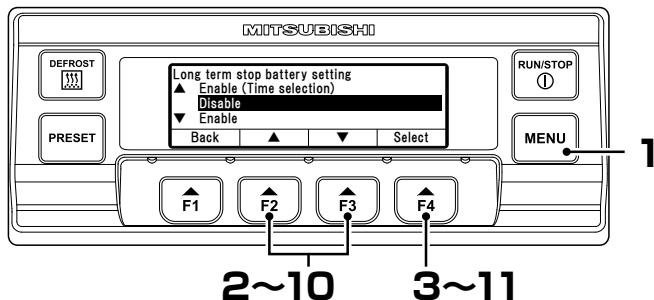 MITSUBISHI
DEFROST
RUN/STOP
PRESET
MENU
Long term stop battery setting
▲ Enable (Time selection)
Disable
▼ Enable
Back ▲ ▼ Select
F1 F2 F3 F4
1
2～10 3～11